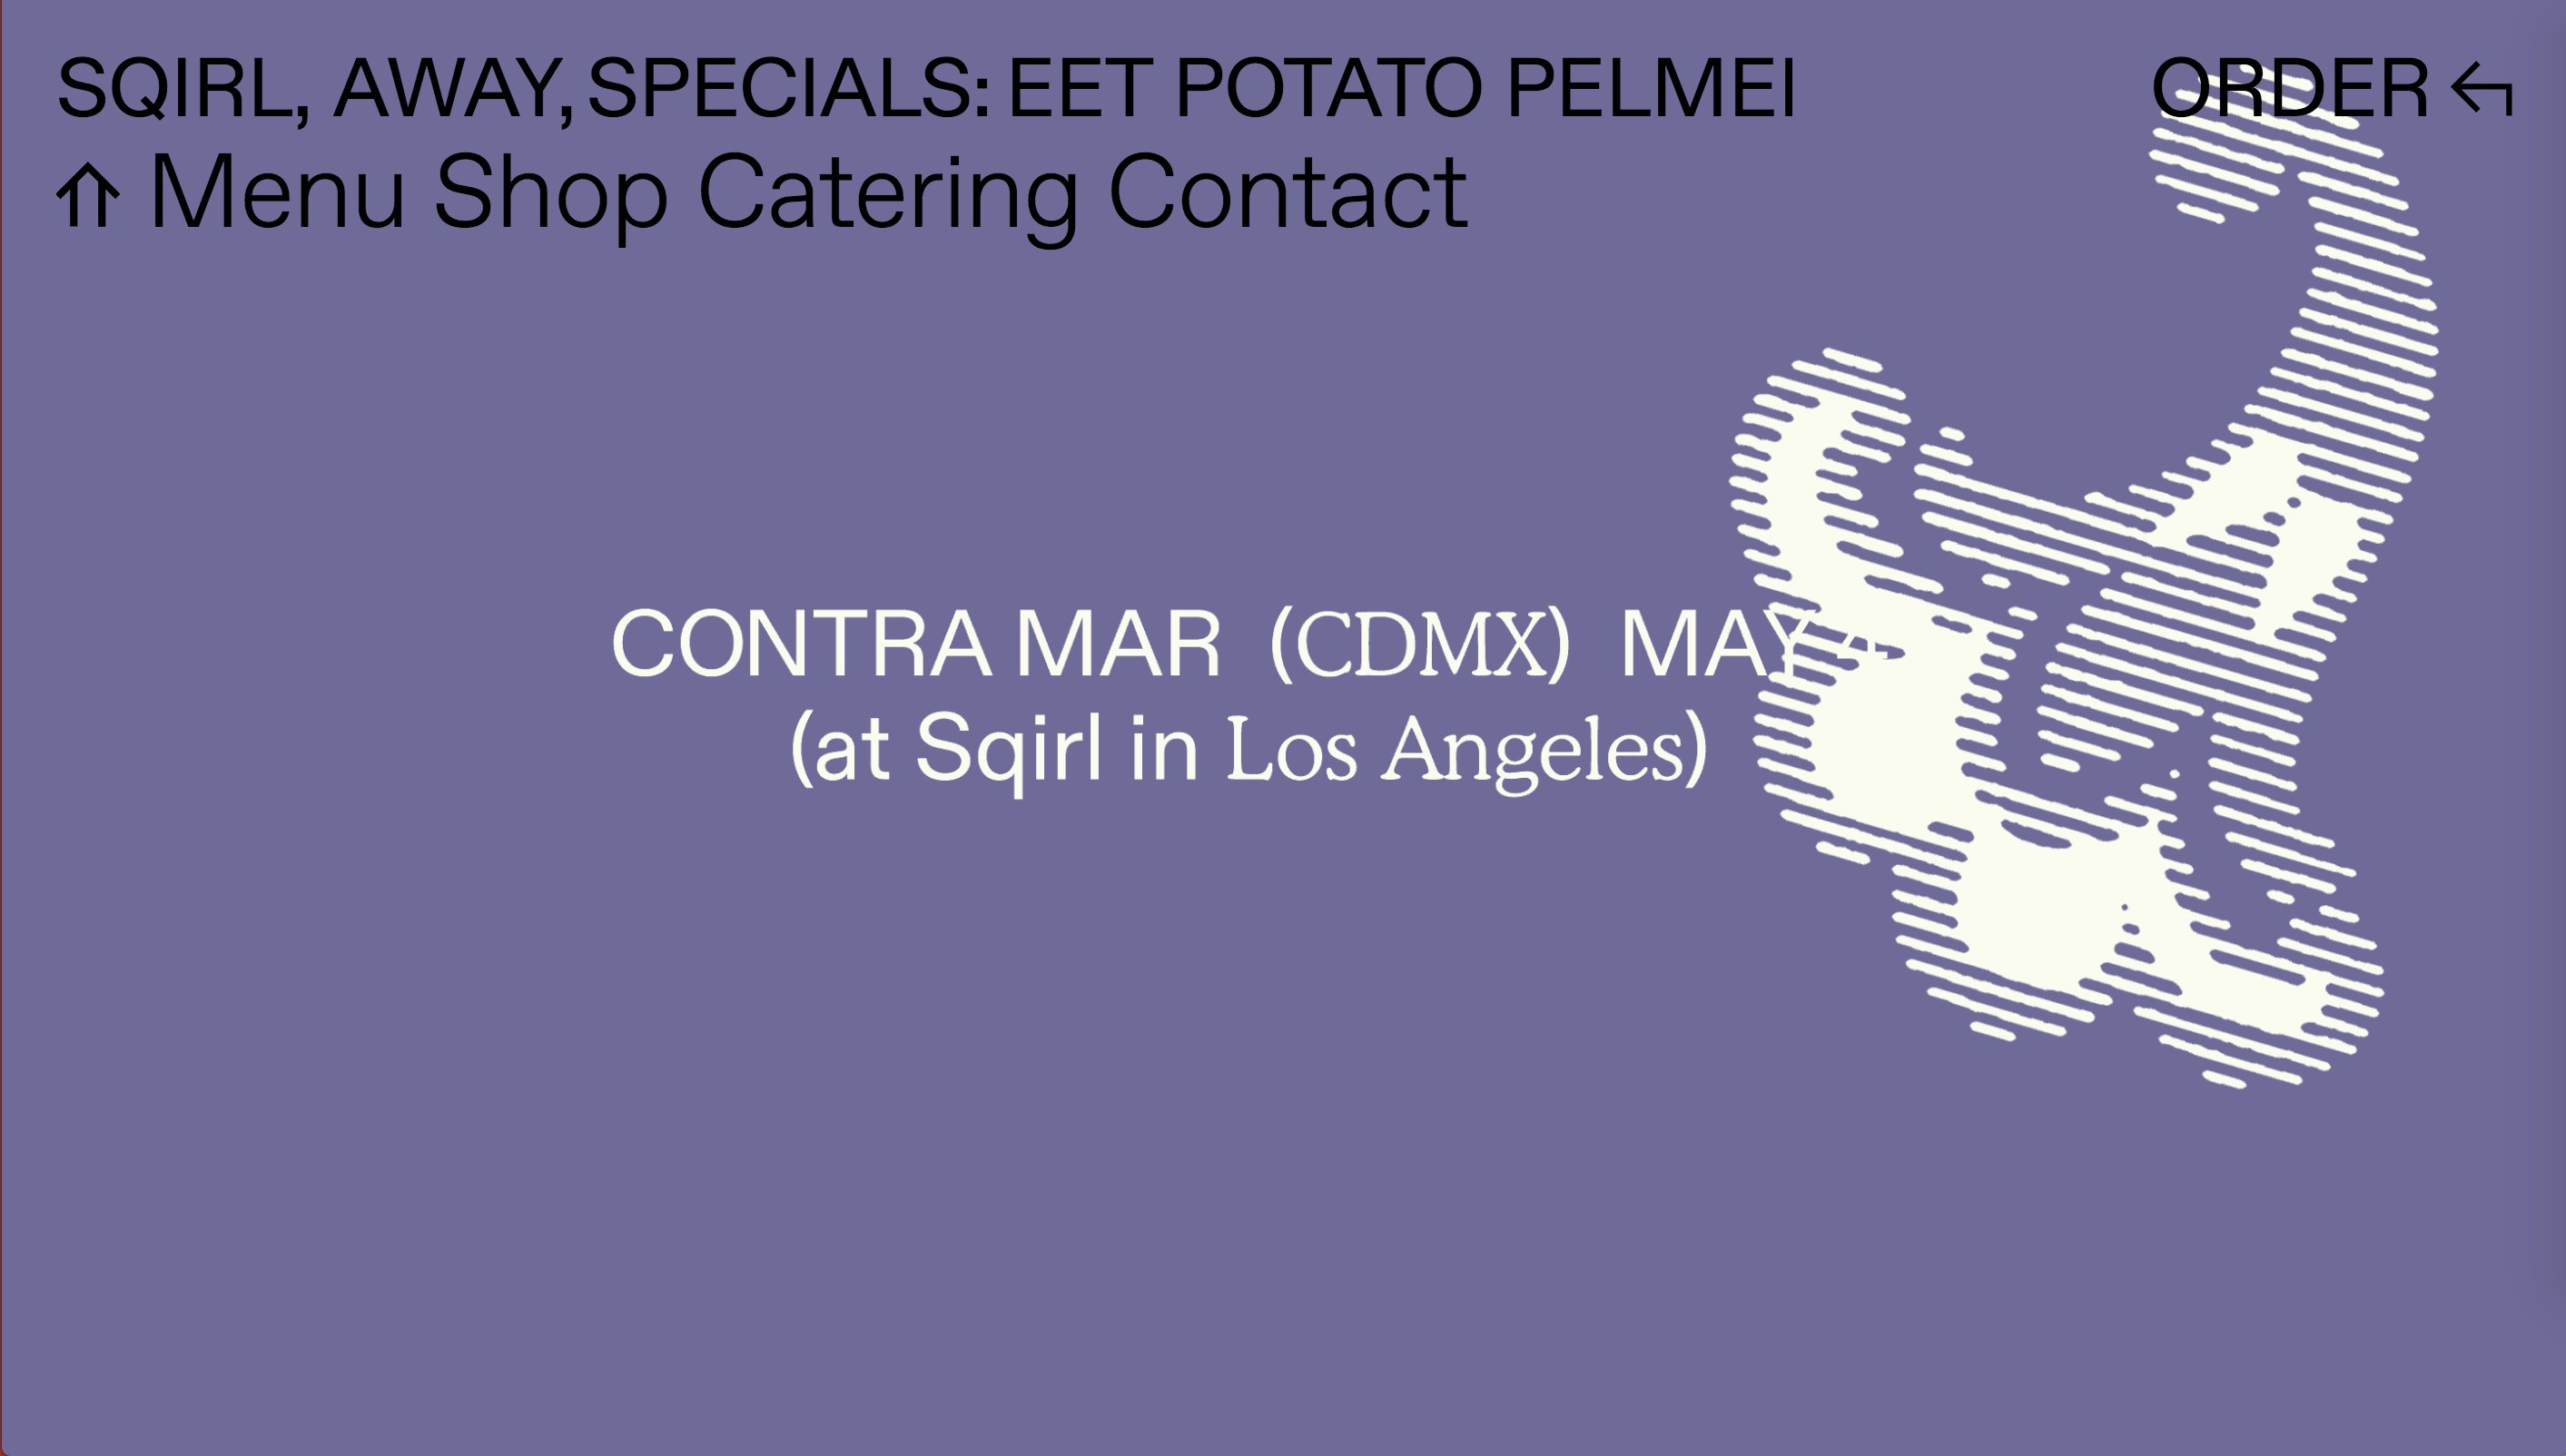 SQIRL, AWAY, SPECIALS: EET POTATO PELMEI
ORDER
Menu Shop Catering Contact
CONTRA MAR (CDMX) MAY 4
(at Sqirl in Los Angeles)